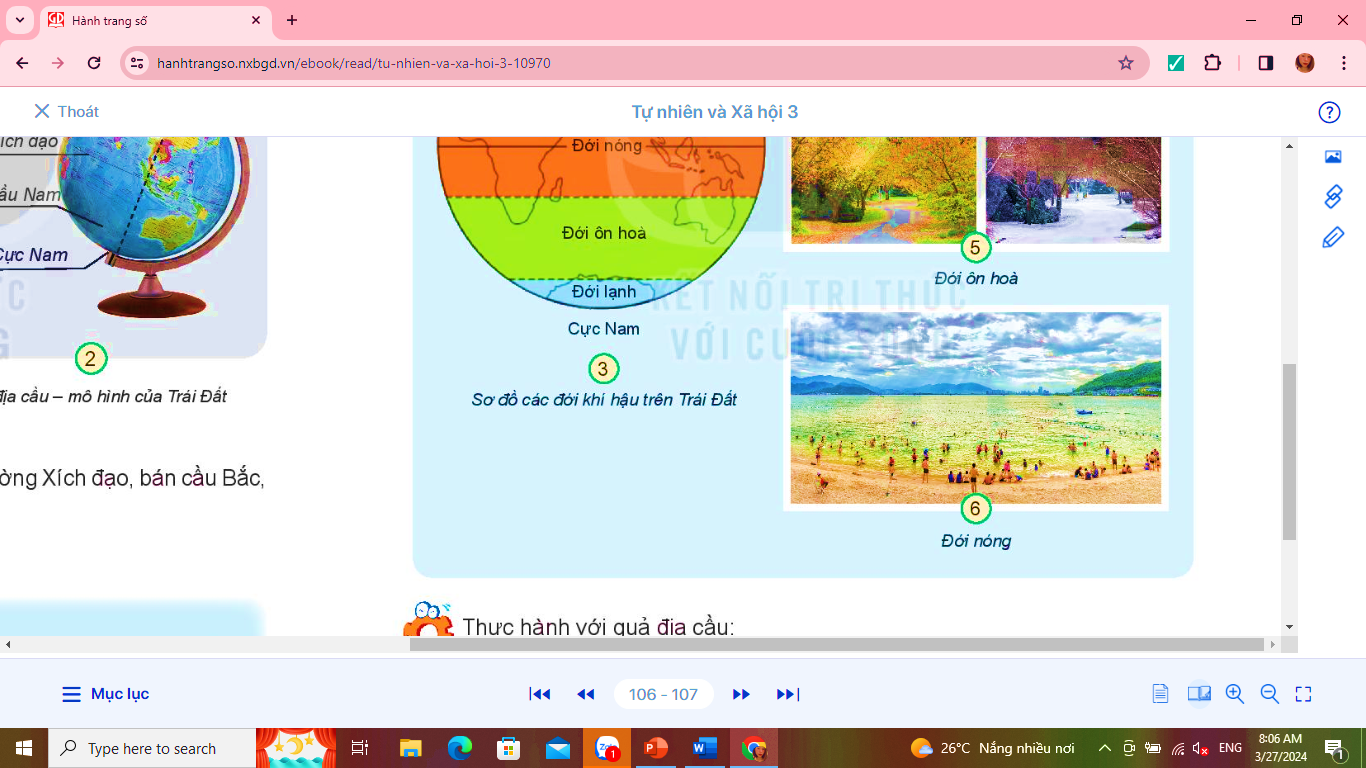 Hành trang số
hanhtrangso.nxbgd.vn/ebook/read/tu-nhien-va-xa-hoi-3-10970
Thoát
Tự nhiên và Xã hội 3
ích đạo
ầu Nam
Cực Nam
2
địa cầu – mô hình của Trái Đất
ờng Xích đạo, bán cầu Bắc,
Đới nóng
Đới ôn hoà
Đới lạnh
Cực Nam
3
Sơ đồ các đới khí hậu trên Trái Đất
5
Đới ôn hoà
KẾT NỐI TRI THỨC
VỚI CUỘC SỐNG
6
Đới nóng
Thực hành với quả địa cầu:
Mục lục
106 - 107
Type here to search
Zalo
1
26°C Nắng nhiều nơi
ENG
8:06 AM
3/27/2024
1